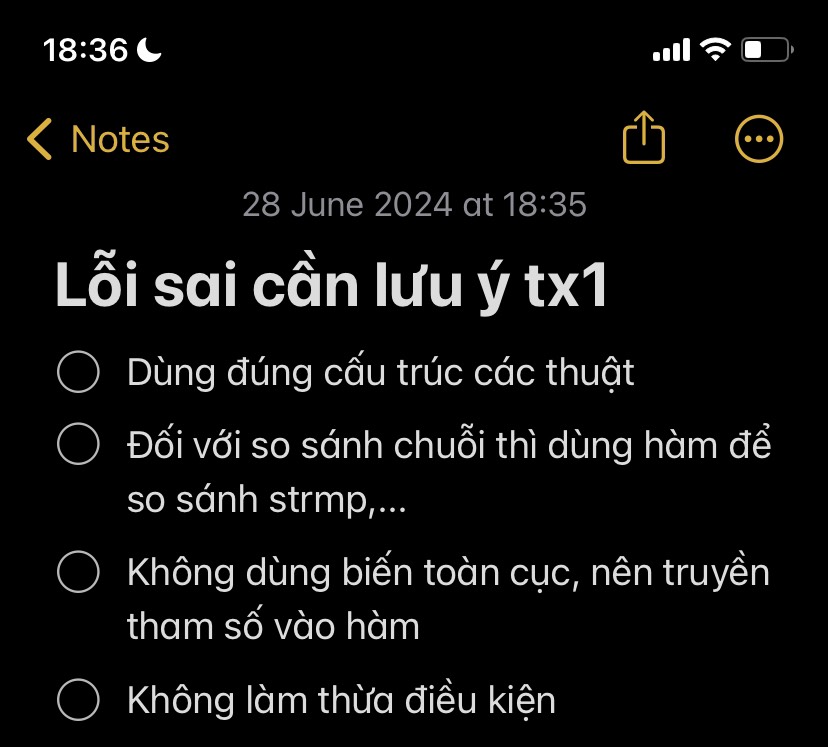 18:36
Notes
28 June 2024 at 18:35
Lỗi sai cần lưu ý tx1
Dùng đúng cấu trúc các thuật
Đối với so sánh chuỗi thì dùng hàm để
so sánh strmp,...
Không dùng biến toàn cục, nên truyền
tham số vào hàm
Không làm thừa điều kiện